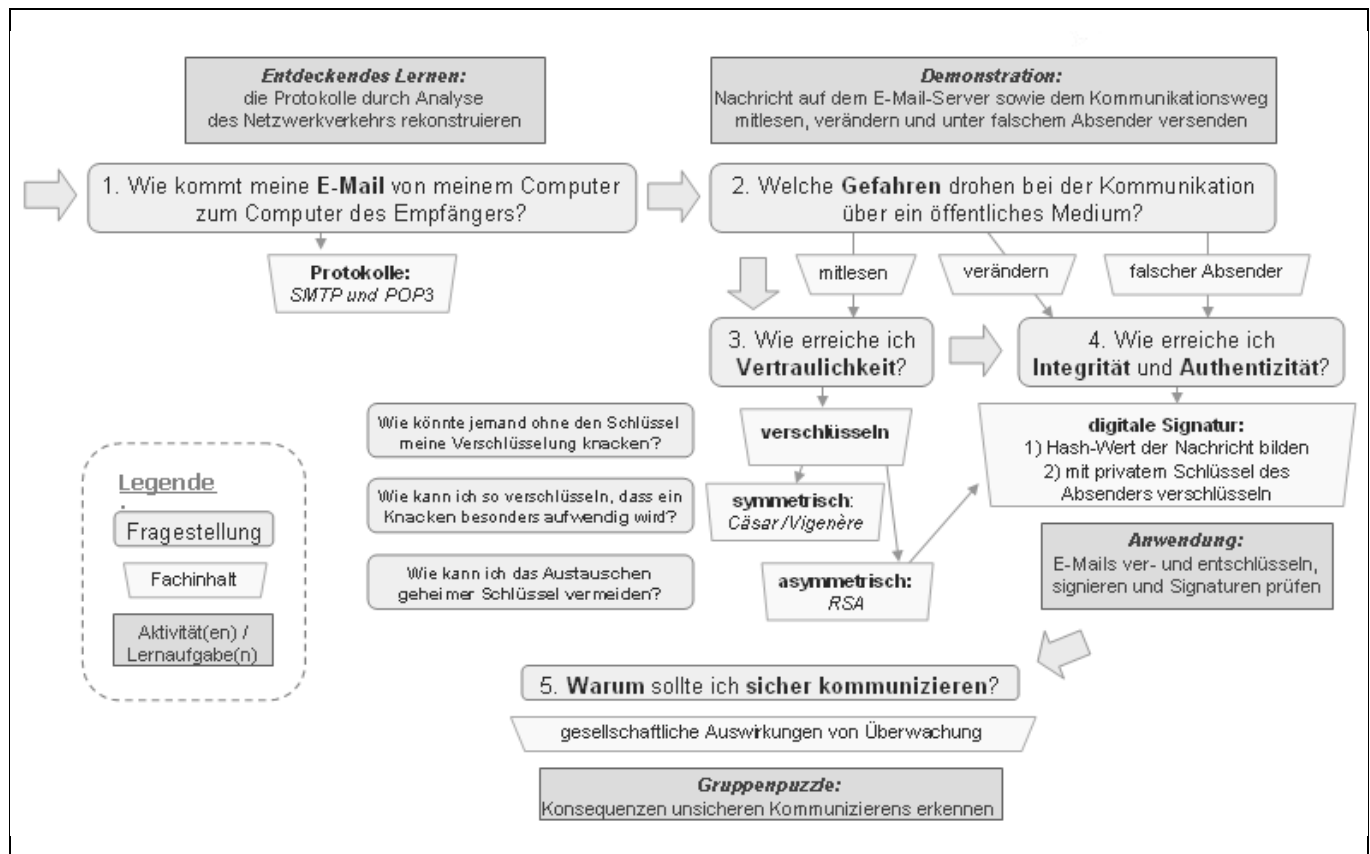 Entdeckendes Lernen:
die Protokolle durch Analyse
des Netzwerkverkehrs rekonstruieren
Demonstration:
Nachricht auf dem E-Mail-Server sowie dem Kommunikationsweg
mitlesen, verändern und unter falschem Absender versenden
1. Wie kommt meine E-Mail von meinem Computer
zum Computer des Empfängers?
2. Welche Gefahren drohen bei der Kommunikation
über ein öffentliches Medium?
Protokolle:
SMTP und POP3
mitlesen
verändern
falscher Absender
3. Wie erreiche ich
Vertraulichkeit?
4. Wie erreiche ich
Integrität und Authentizität?
Wie könnte jemand ohne den Schlüssel
meine Verschlüsselung knacken?
verschlüsseln
digitale Signatur:
1) Hash-Wert der Nachricht bilden
2) mit privatem Schlüssel des
Absenders verschlüsseln
Wie kann ich so verschlüsseln, dass ein
Knacken besonders aufwendig wird?
symmetrisch:
Cäsar/Vigenère
Wie kann ich das Austauschen
geheimer Schlüssel vermeiden?
asymmetrisch:
RSA
Anwendung:
E-Mails ver- und entschlüsseln,
signieren und Signaturen prüfen
Legende
:
Fragestellung
Fachinhalt
Aktivität(en) /
Lernaufgabe(n)
5. Warum sollte ich sicher kommunizieren?
gesellschaftliche Auswirkungen von Überwachung
Gruppenpuzzle:
Konsequenzen unsicheren Kommunizierens erkennen